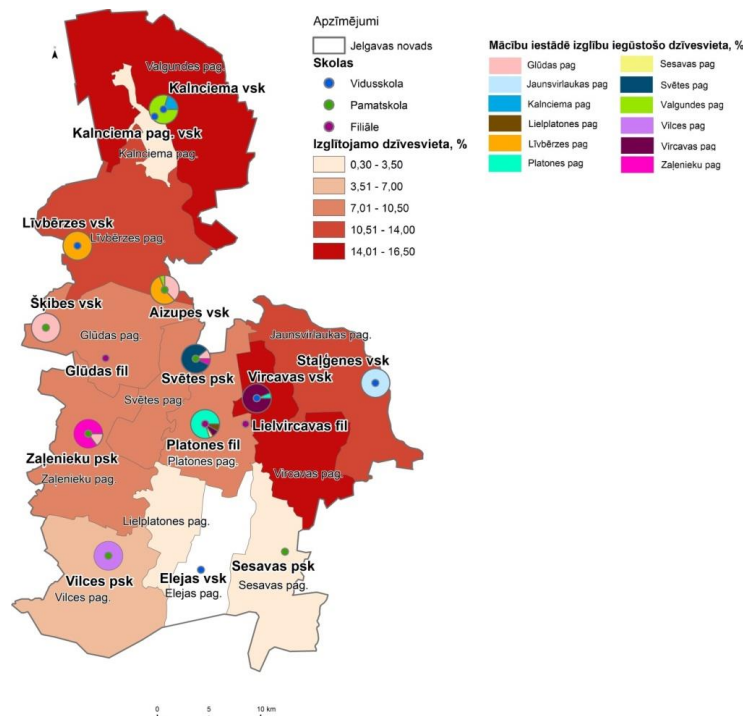 Apzīmējumi
Jelgavas novads
Skolas
Vidusskola
Pamatskola
Filiāle
Izglītojamo dzīvesvieta, %
0,30 - 3,50
3,51 - 7,00
7,01 - 10,50
10,51 - 14,00
14,01 - 16,50
Mācību iestādē izglību iegūstošo dzīvesvieta, %
Glūdas pag
Jaunsvirlaukas pag
Kalnciema pag
Lielplatones pag
Līvbērzes pag
Platones pag
Sesavas pag
Svētes pag
Valgundes pag
Vilces pag
Vircavas pag
Zaļenieku pag
Valgundes pag.
Kalnciema vsk
Kalnciema pag. vsk
Kalnciema pag.
Līvbērzes vsk
Līvbērzes pag.
Šķibes vsk
Aizupes vsk
Glūdas pag.
Jaunsvirlaukas pag.
Glūdas fil
Svētes psk
Vircavas vsk
Staļģenes vsk
Svētes pag.
Platones fil
Lielvircavas fil
Zaļenieku psk
Platones pag.
Zaļenieku pag.
Vircavas pag.
Lielplatones pag.
Vilces psk
Elejas vsk
Sesavas psk
Vilces pag.
Elejas pag.
Sesavas pag.
0 5 10 km